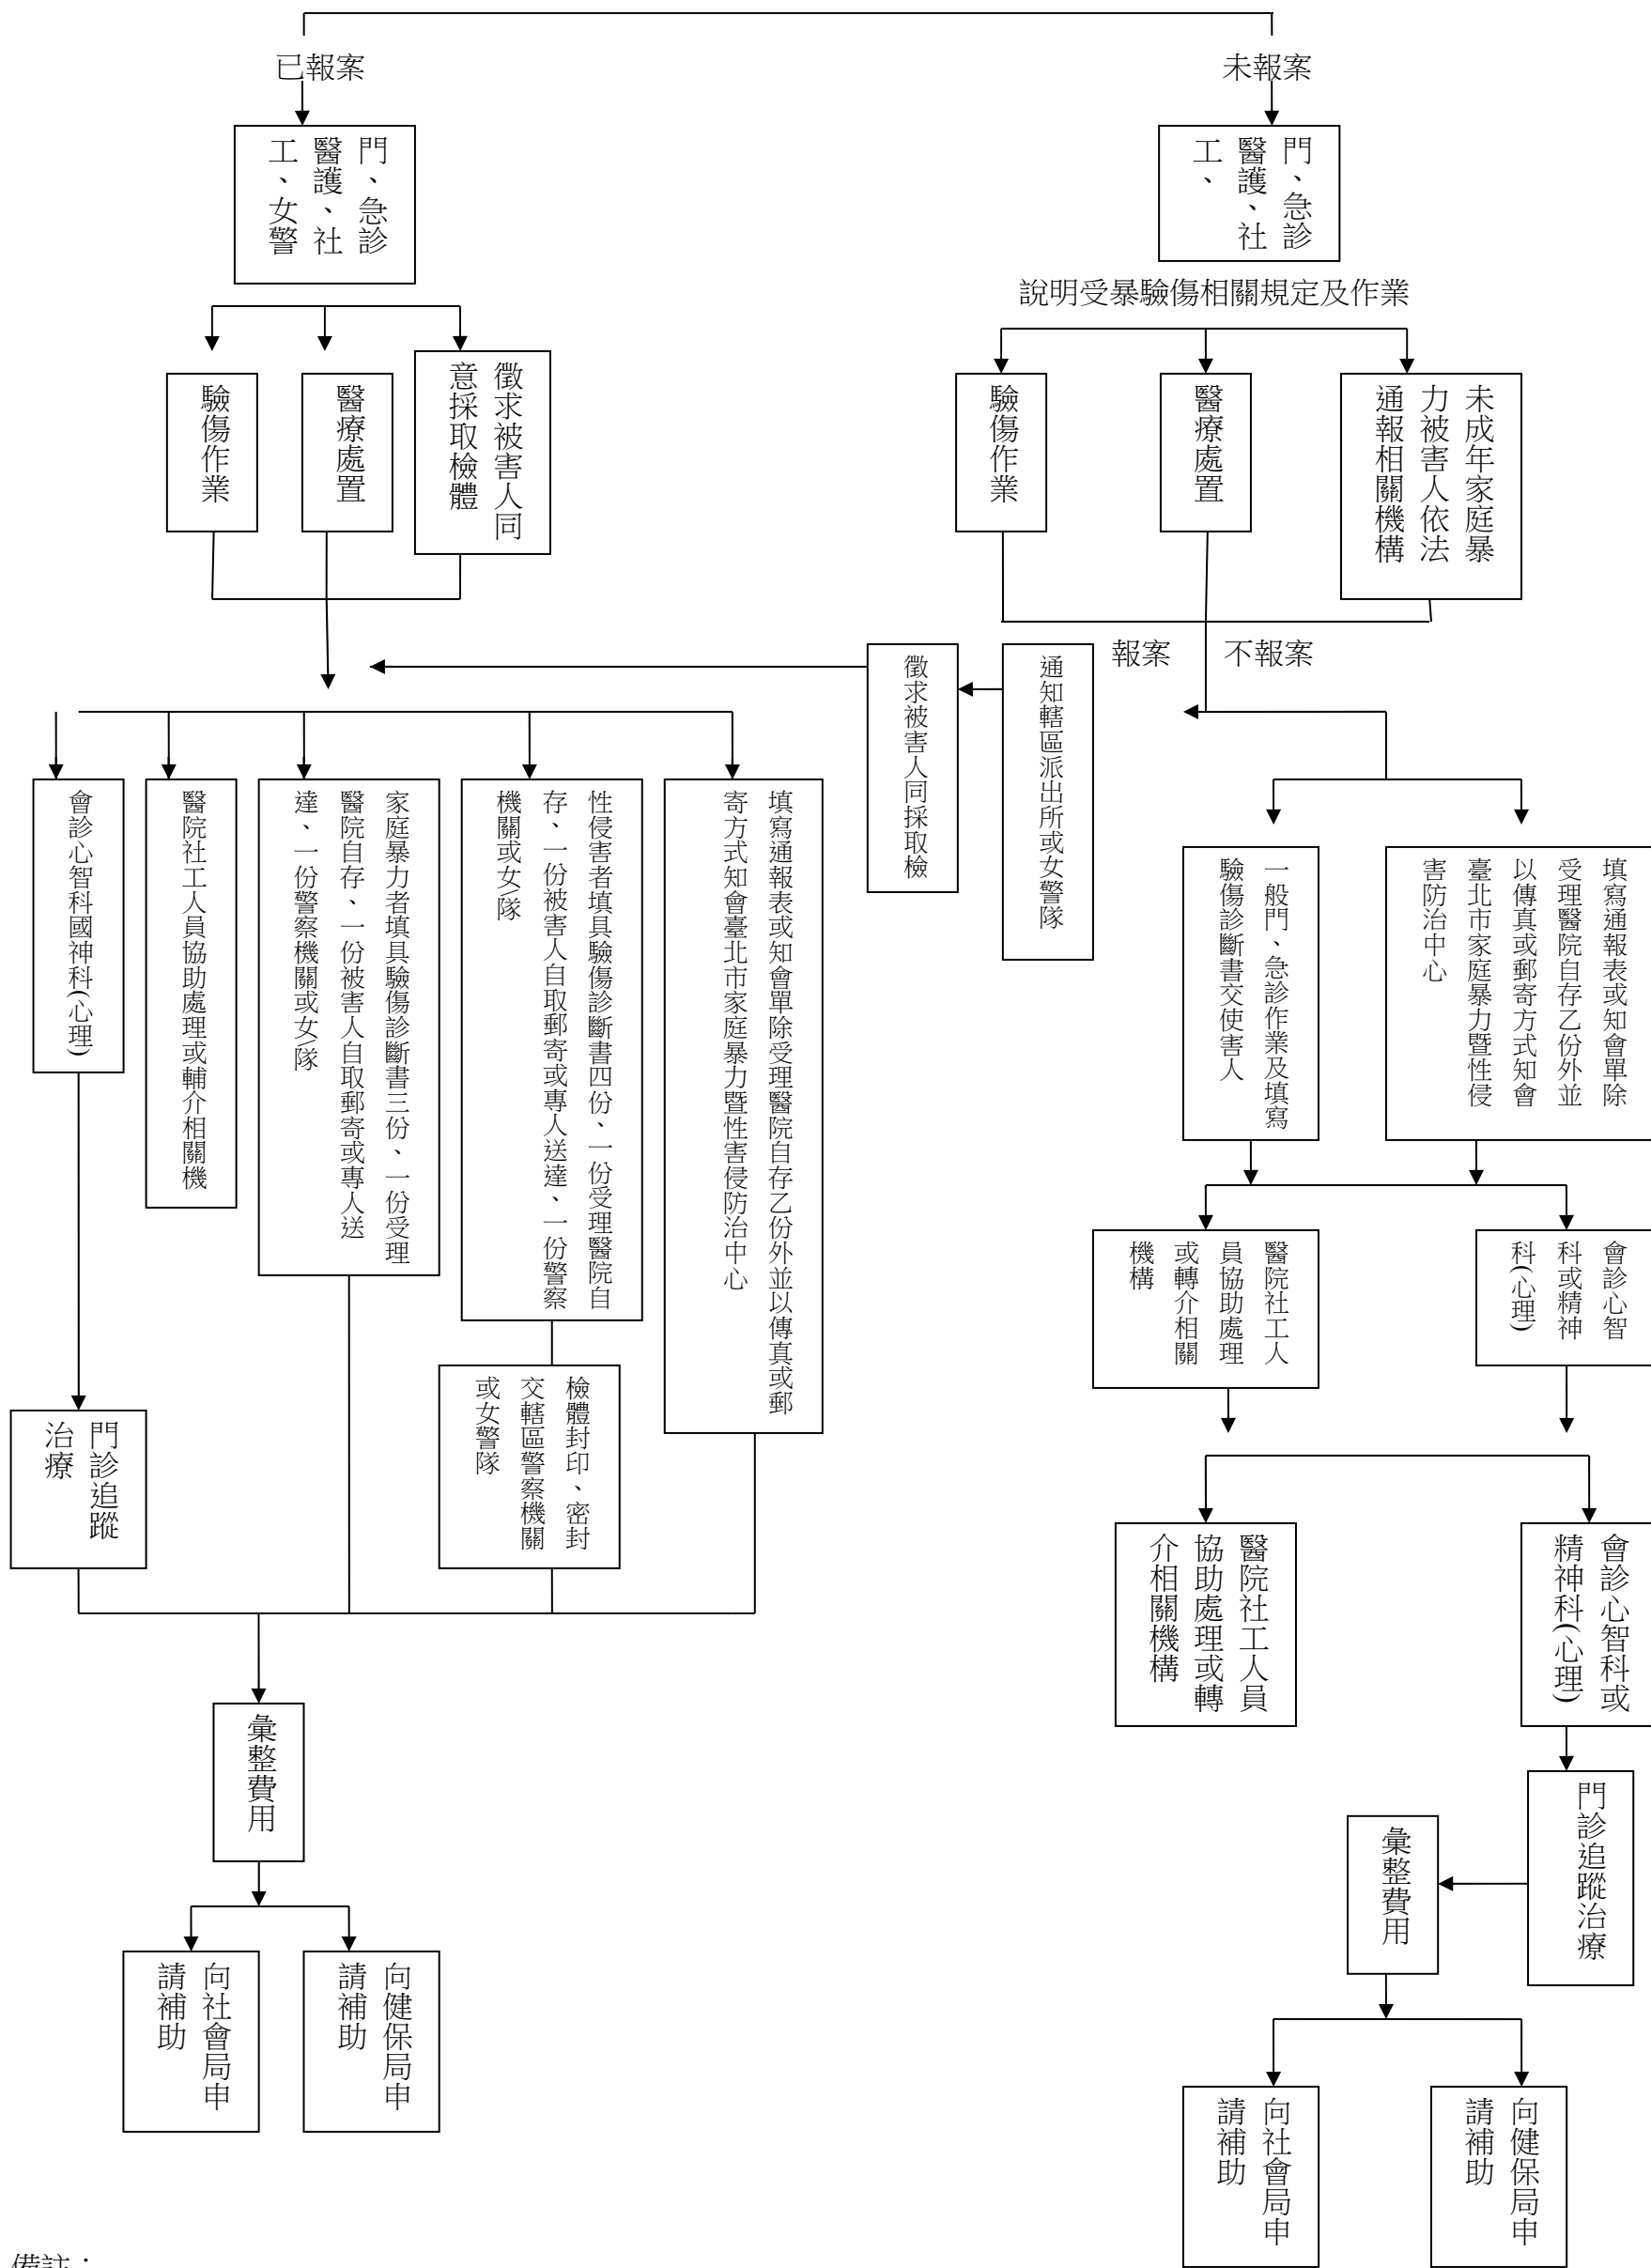 已報案
未報案
門、急診
醫護、社
工、女警
門、急診
醫護、社
工、
說明受暴驗傷相關規定及作業
驗傷作業
醫療處置
徵求被害人同
意採取檢體
驗傷作業
醫療處置
未成年家庭暴
力被害人依法
通報相關機構
報案
不報案
徵求被害人同採取檢
通知轄區派出所或女警隊
會診心智科國神科(心理)
醫院社工人員協助處理或輔介相關機
家庭暴力者填具驗傷診斷書三份、一份受理
醫院自存、一份被害人自取郵寄或專人送
達、一份警察機關或女/隊
性侵害者填具驗傷診斷書四份、一份受理醫院自
存、一份被害人自取郵寄或專人送達、一份警察
機關或女/隊
填寫通報表或知會單除受理醫院自存乙份外並以傳真或郵
寄方式知會臺北市家庭暴力暨性害侵防治中心
一般門、急診作業及填寫
驗傷診斷書交使害人
填寫通報表或知會單除
受理醫院自存乙份外並
以傳真或郵寄方式知會
臺北市家庭暴力暨性侵
害防治中心
醫院社工人
員協助處理
或轉介相關
機構
會診心智
科或精神
科(心理)
檢體封印、密封
交轄區警察機關
或女警隊
門診追蹤
治療
醫院社工人員
協助處理或轉
介相關機構
會診心智科或
精神科(心理)
彙整費用
門診追蹤治療
彙整費用
向社會局申
請補助
向健保局申
請補助
向社會局申
請補助
向健保局申
請補助
備註：